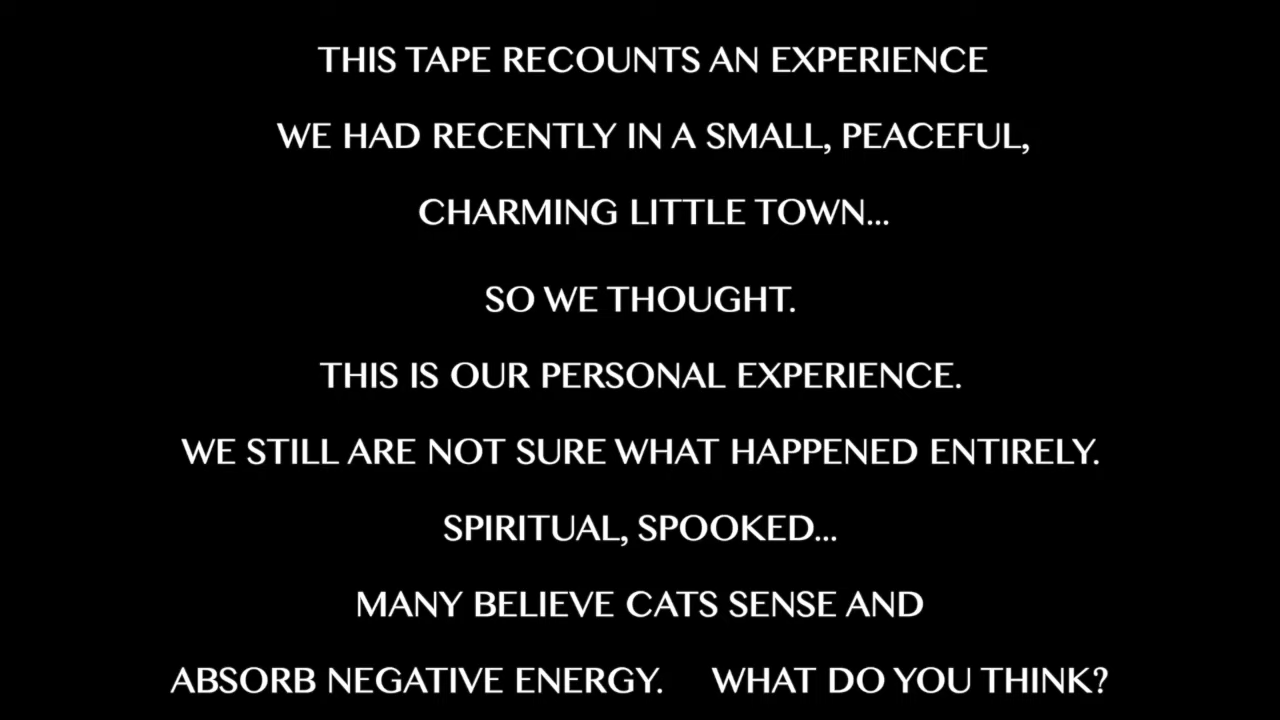 THIS TAPE RECOUNTS AN EXPERIENCE
WE HAD RECENTLY IN A SMALL, PEACEFUL,
CHARMING LITTLE TOWN...
SO WE THOUGHT.
THIS IS OUR PERSONAL EXPERIENCE.
WE STILL ARE NOT SURE WHAT HAPPENED ENTIRELY.
SPIRITUAL, SPOOKED...
MANY BELIEVE CATS SENSE AND
ABSORB NEGATIVE ENERGY. WHAT DO YOU THINK?